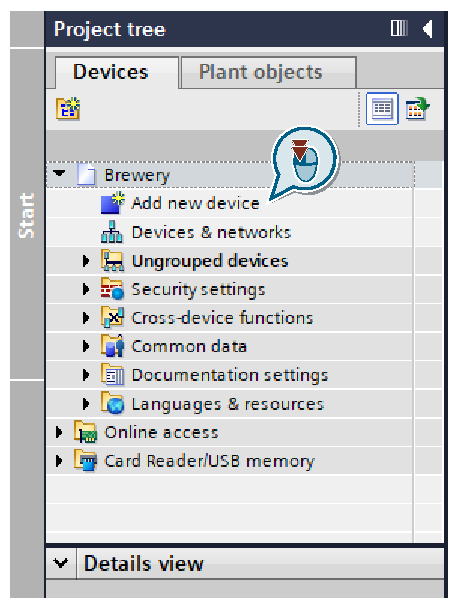 Project tree
Devices
Plant objects
Start
Brewery
Add new device
Devices & networks
Ungrouped devices
Security settings
Cross-device functions
Common data
Documentation settings
Languages & resources
Online access
Card Reader/USB memory
Details view